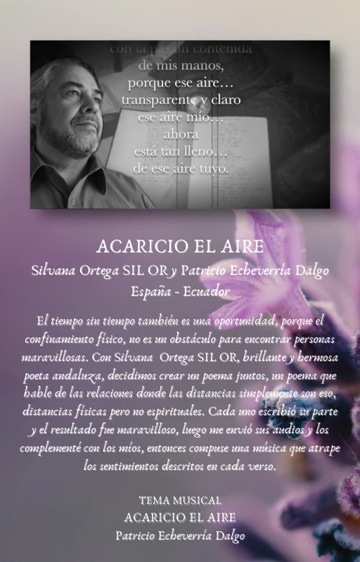 con la pasión contenida
de mis manos,
porque ese aire...
transparente y claro
ese aire mío...
ahora
está tan lleno...
de ese aire tuyo.
ACARICIO EL AIRE
Silvana Ortega SIL OR y Patricio Echeverría Dalgo
España - Ecuador
El tiempo sin tiempo también es una oportunidad, porque el
confinamiento físico, no es un obstáculo para encontrar personas
maravillosas. Con Silvana Ortega SIL OR, brillante y hermosa
poeta andaluza, decidimos crear un poema juntos, un poema que
hable de las relaciones donde las distancias simplemente son eso,
distancias físicas pero no espirituales. Cada uno escribió su parte
y el resultado fue maravilloso, luego me envió sus audios y los
complementé con los míos, entonces compuse una música que atrape
los sentimientos descritos en cada verso.
TEMA MUSICAL
ACARICIO EL AIRE
Patricio Echeverría Dalgo